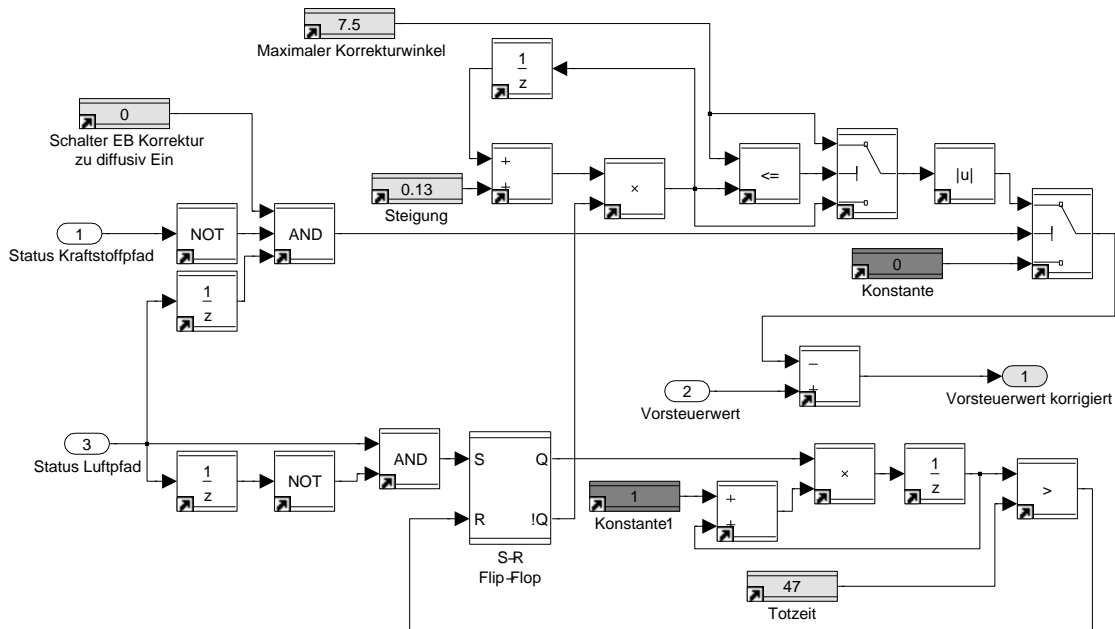 7.5
Maximaler Korrekturwinkel
1
z
0
Schalter EB Korrektur
zu diffusiv Ein
+
+
0.13
Steigung
×
<=
|u|
1
Status Kraftstoffpfad
NOT
AND
1
z
0
Konstante
−
+
2
Vorsteuerwert
1
Vorsteuerwert korrigiert
3
Status Luftpfad
1
z
NOT
AND
S
Q
R
!Q
S-R
Flip-Flop
1
Konstante1
+
+
×
1
z
>
47
Totzeit